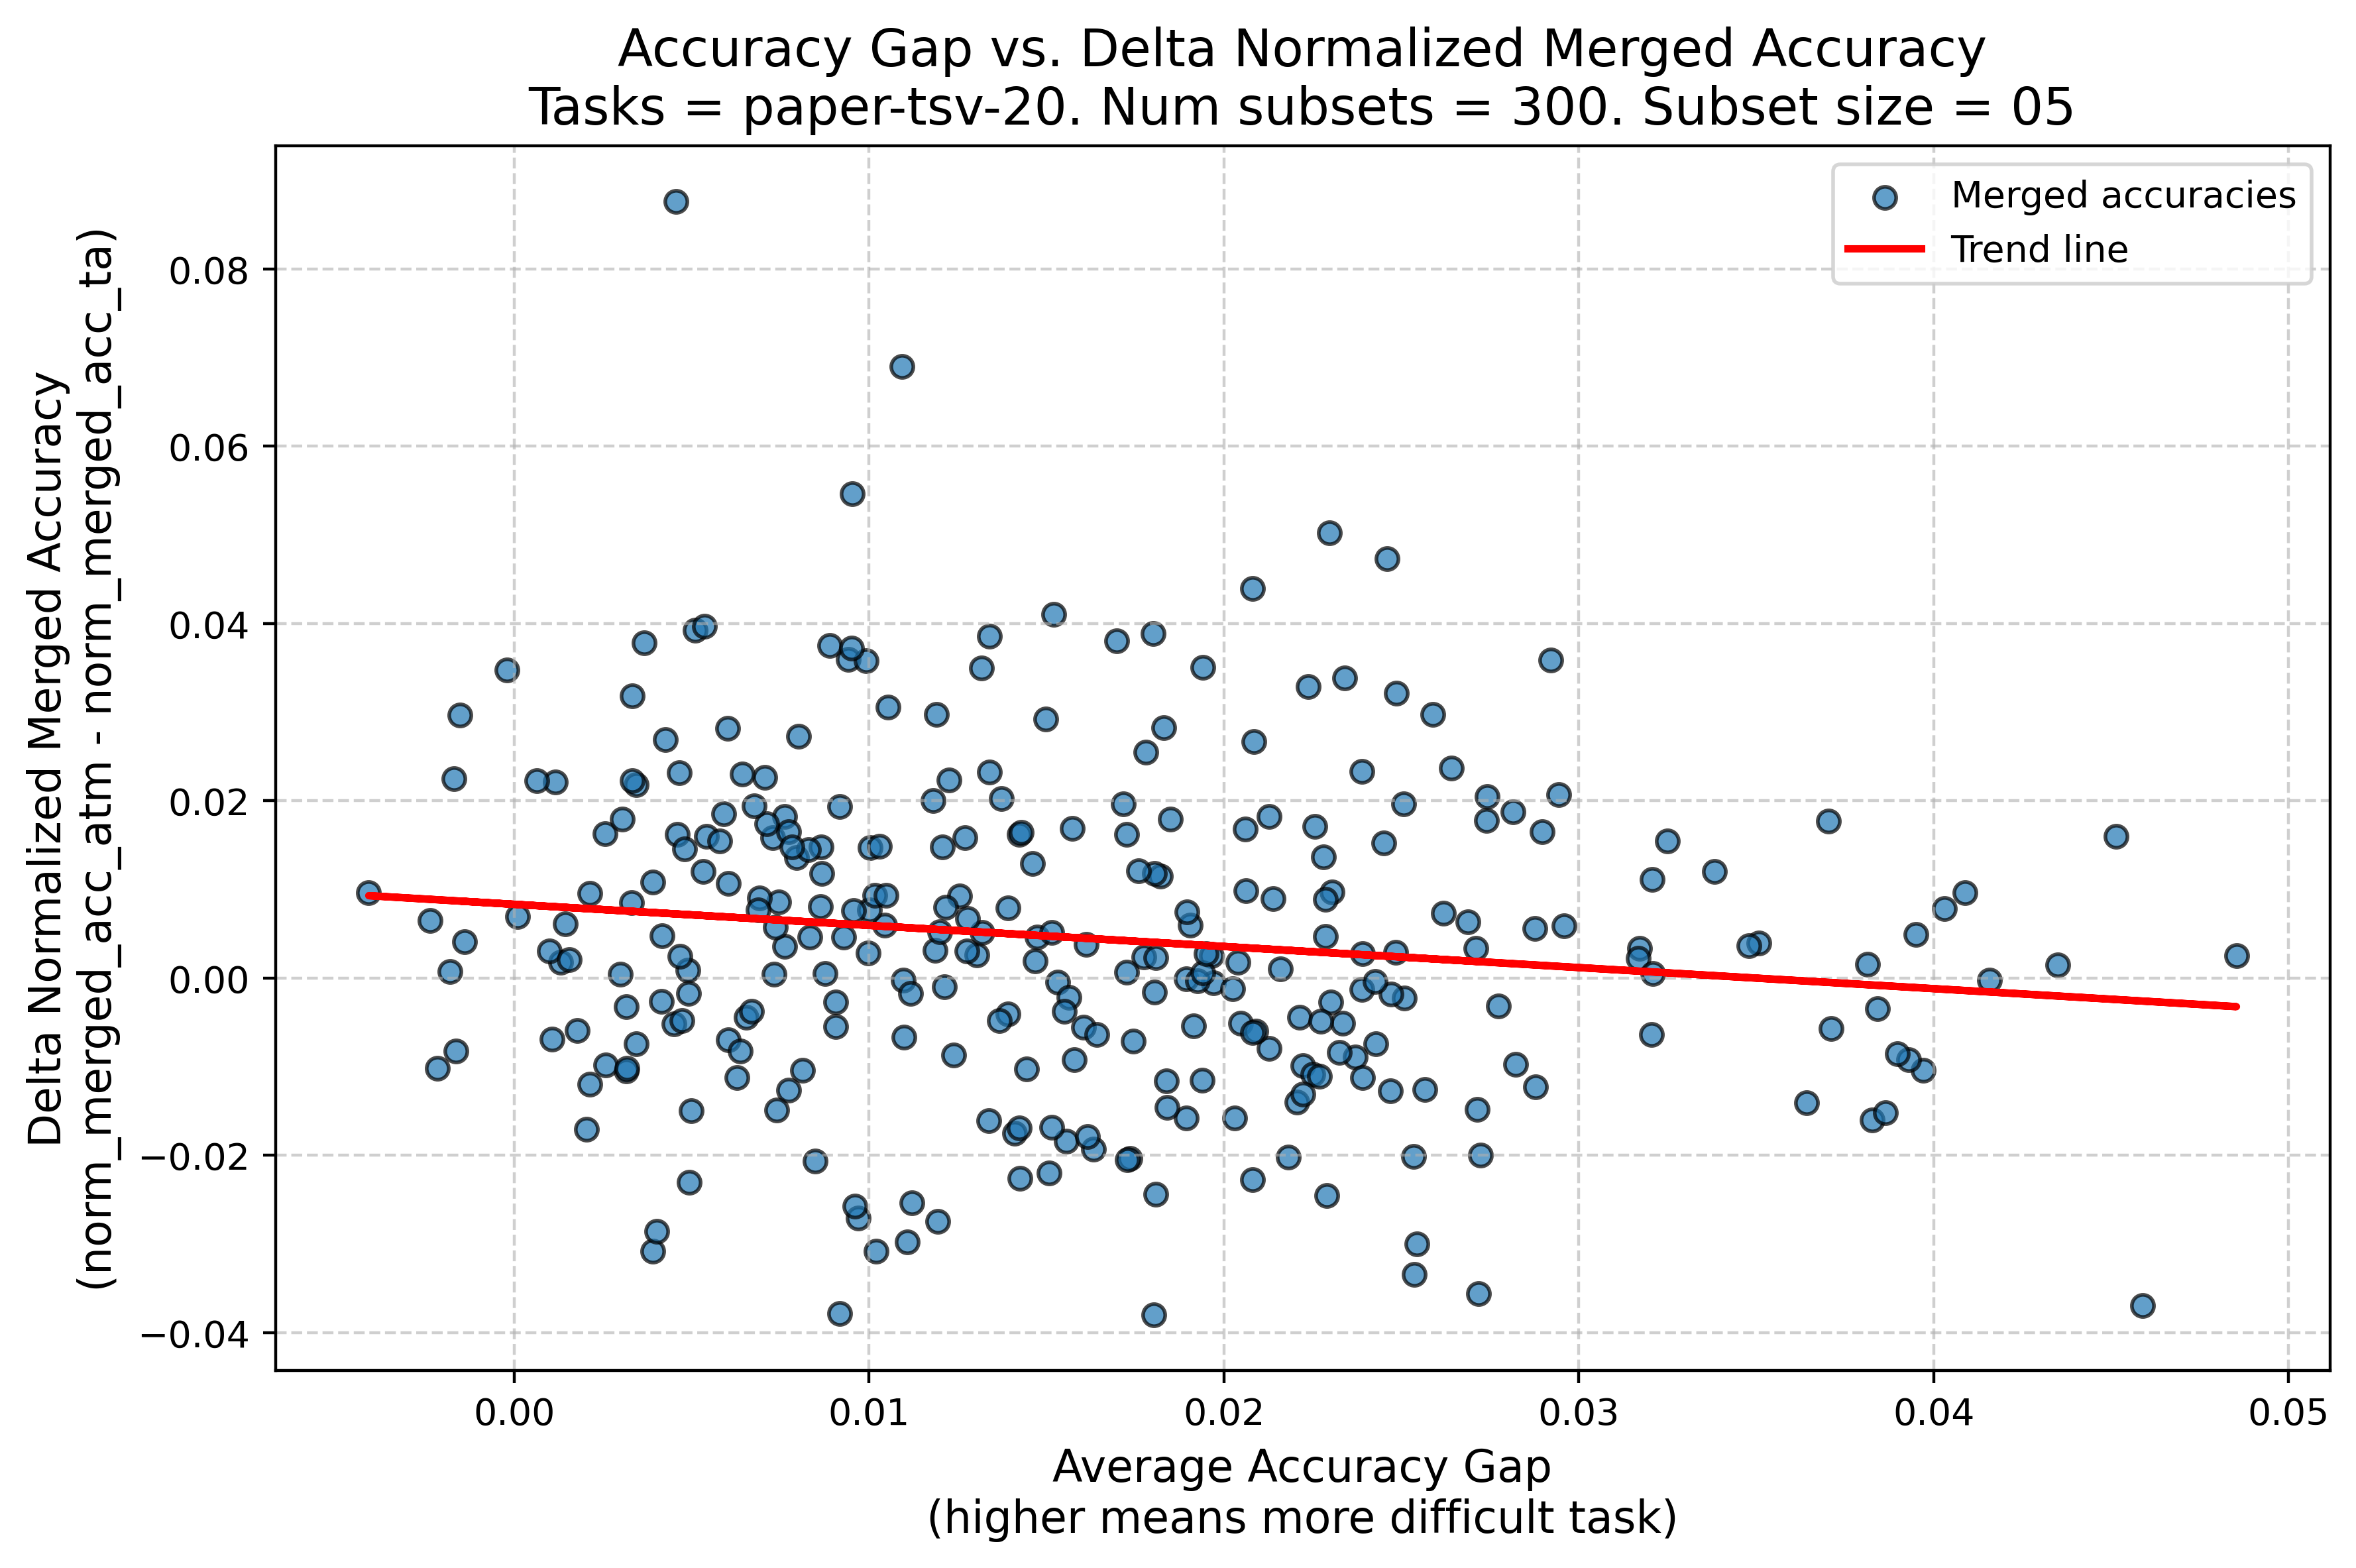 Accuracy Gap vs. Delta Normalized Merged Accuracy
Tasks = paper-tsv-20. Num subsets = 300. Subset size = 05
Merged accuracies
Trend line
Delta Normalized Merged Accuracy
(norm_merged_acc_atm - norm_merged_acc_ta)
0.08
0.06
0.04
0.02
0.00
−0.02
−0.04
0.00
0.01
0.02
0.03
0.04
0.05
Average Accuracy Gap
(higher means more difficult task)